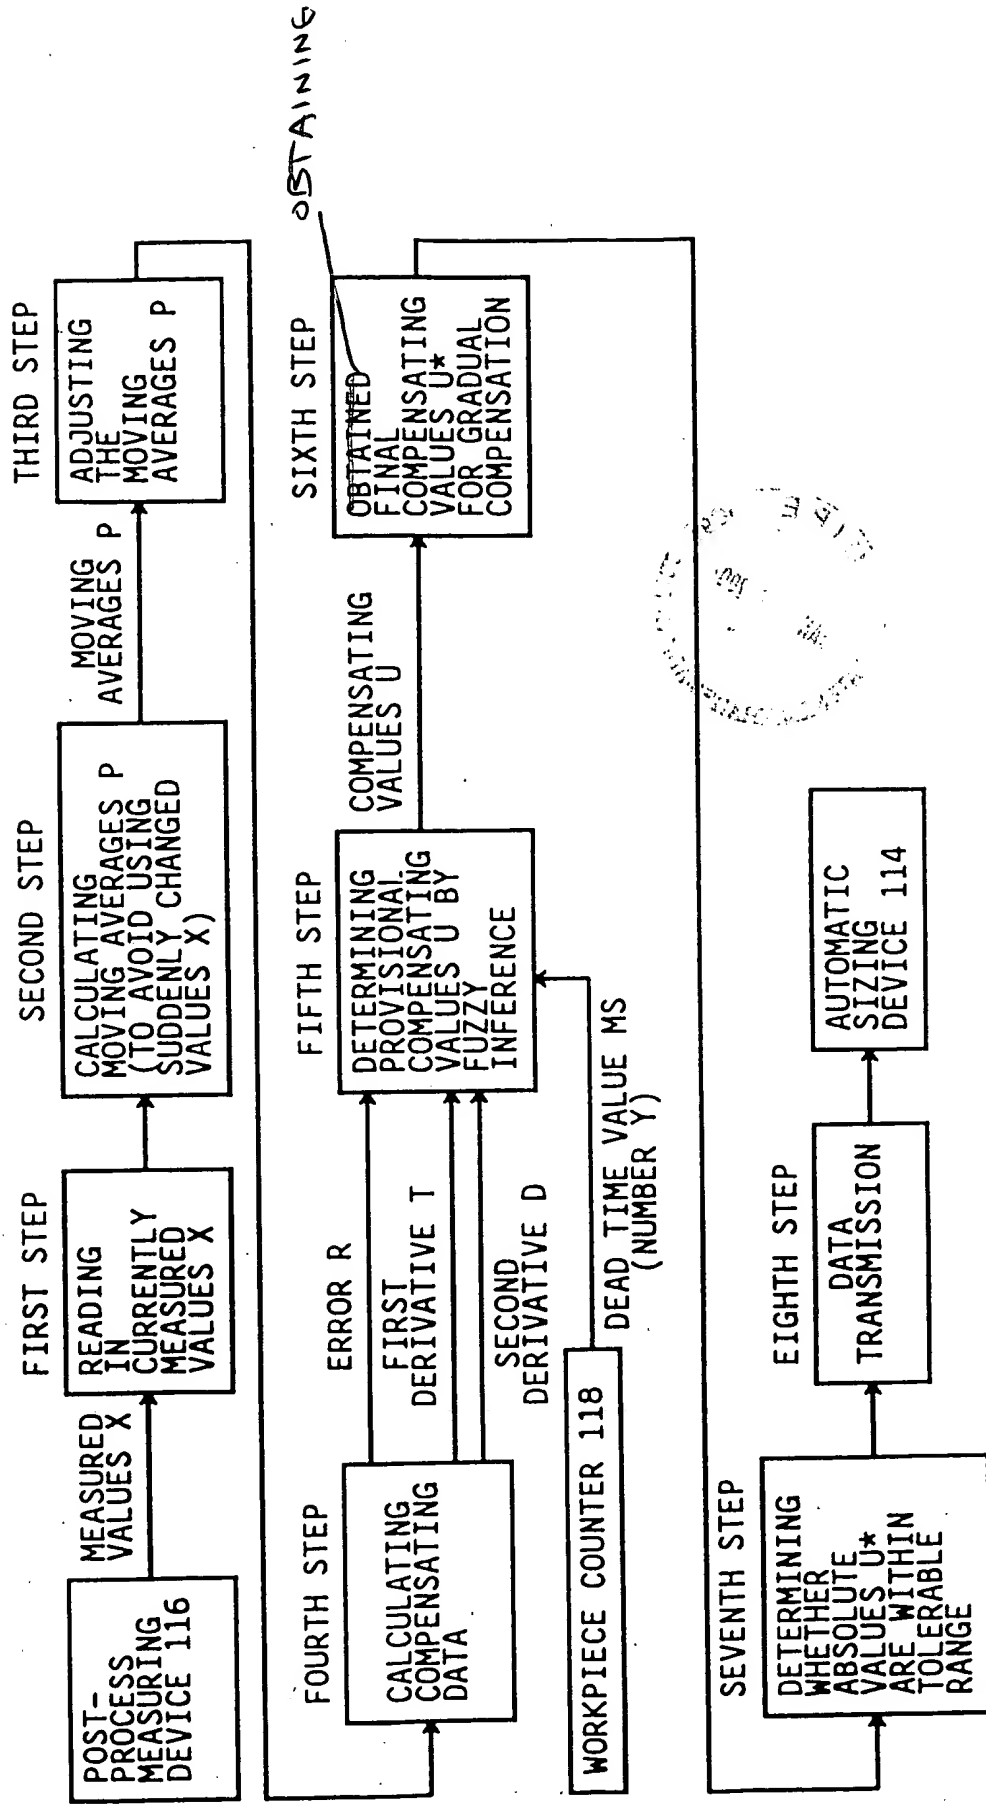 POST-
PROCESS
MEASURING
DEVICE 116
MEASURED
VALUES X
FIRST STEP
READING
IN
CURRENTLY
MEASURED
VALUES X
SECOND STEP
CALCULATING
MOVING AVERAGES P
(TO AVOID USING
SUDDENLY CHANGED
VALUES X)
MOVING
AVERAGES P
THIRD STEP
ADJUSTING
THE
MOVING
AVERAGES P
FOURTH STEP
CALCULATING
COMPENSATING
DATA
ERROR R
FIRST
DERIVATIVE T
SECOND
DERIVATIVE D
WORKPIECE COUNTER 118
DEAD TIME VALUE MS
(NUMBER Y)
FIFTH STEP
DETERMINING
PROVISIONAL
COMPENSATING
VALUES U BY
FUZZY
INFERENCE
COMPENSATING
VALUES U
SIXTH STEP
OBTAINED
FINAL
COMPENSATING
VALUES U*
FOR GRADUAL
COMPENSATION
OBTAINING
SEVENTH STEP
DETERMINING
WHETHER
ABSOLUTE
VALUES U*
ARE WITHIN
TOLERABLE
RANGE
EIGHTH STEP
DATA
TRANSMISSION
AUTOMATIC
SIZING
DEVICE 114